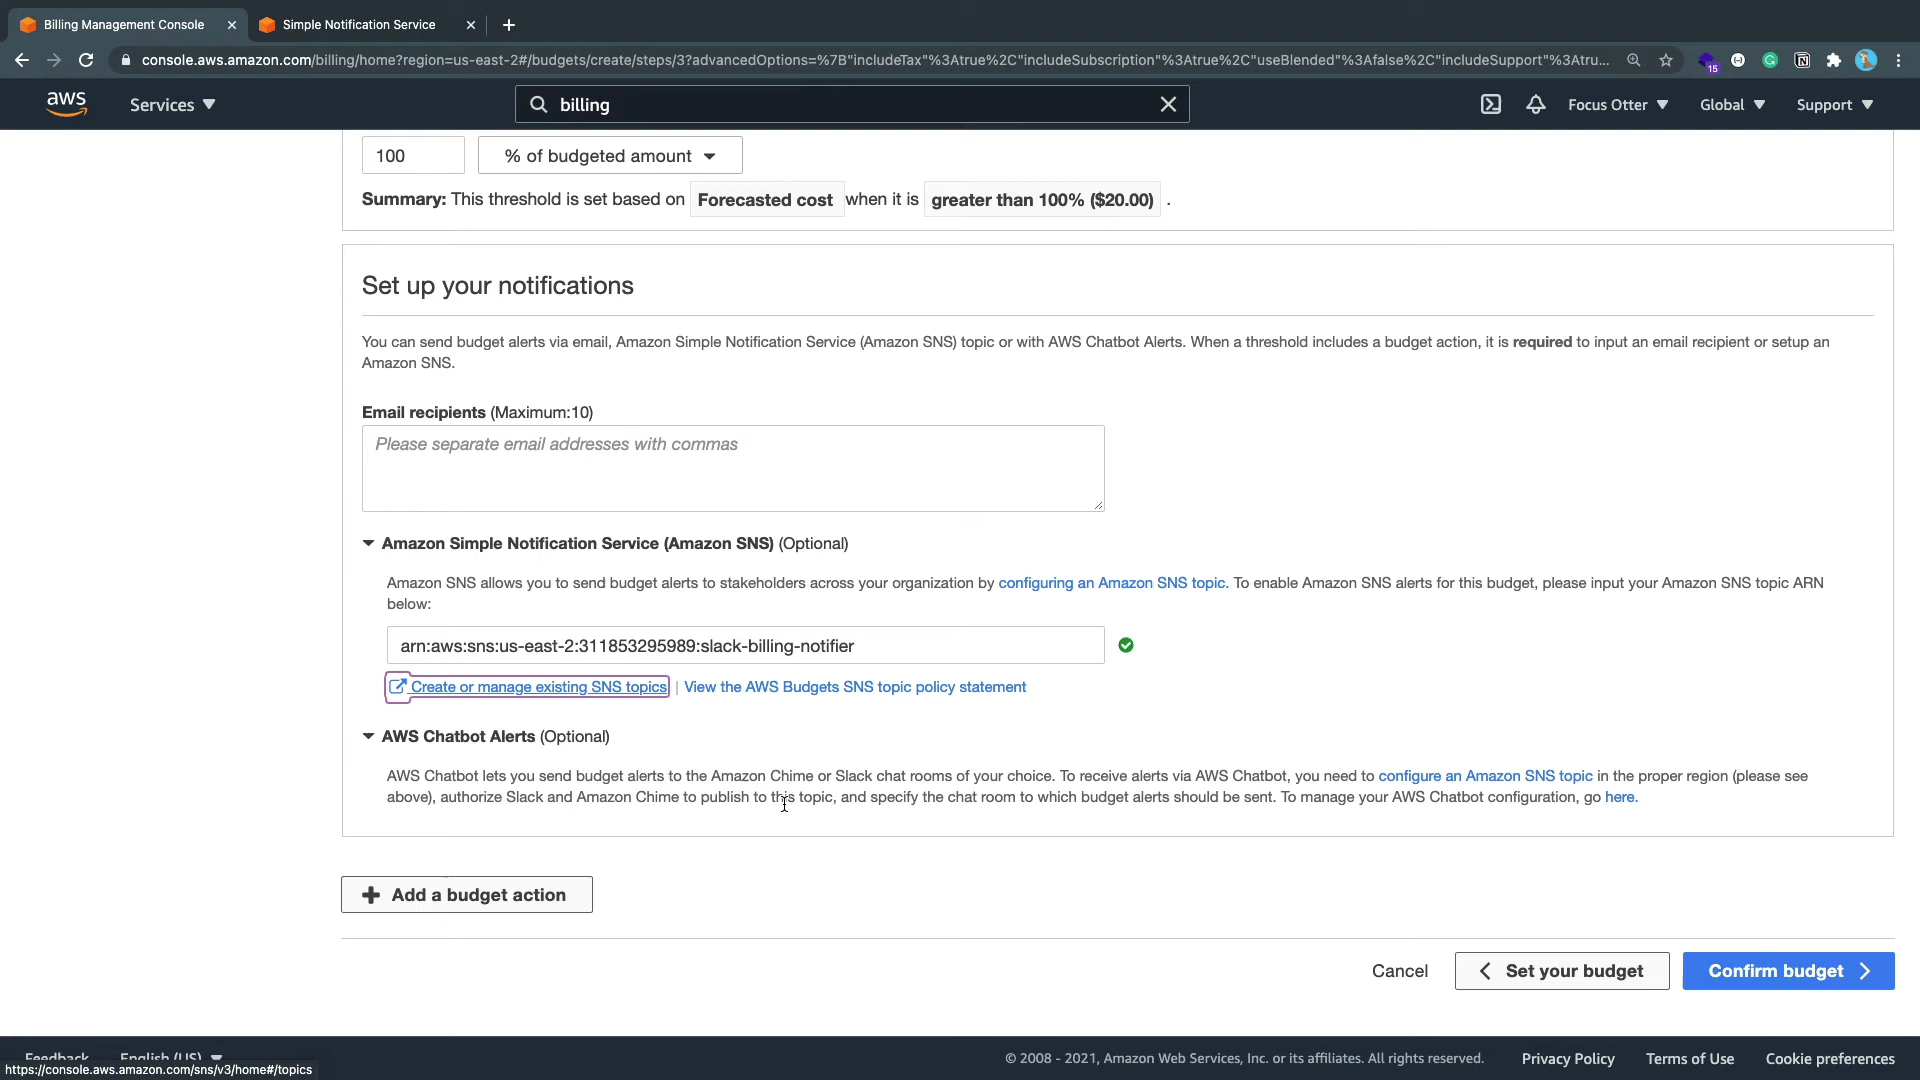 Billing Management Console
Simple Notification Service
console.aws.amazon.com/billing/home?region=us-east-2#/budgets/create/steps/3?advancedOptions=%7B"includeTax"%3Atrue%2C"includeSubscription"%3Atrue%2C"useBlended"%3Afalse%2C"includeSupport"%3Atru...
15
aws
Services
billing
Focus Otter
Global
Support
100
% of budgeted amount
Summary: This threshold is set based on Forecasted cost when it is greater than 100% ($20.00) .
Set up your notifications
You can send budget alerts via email, Amazon Simple Notification Service (Amazon SNS) topic or with AWS Chatbot Alerts. When a threshold includes a budget action, it is required to input an email recipient or setup an
Amazon SNS.
Email recipients (Maximum:10)
Please separate email addresses with commas
Amazon Simple Notification Service (Amazon SNS) (Optional)
Amazon SNS allows you to send budget alerts to stakeholders across your organization by configuring an Amazon SNS topic. To enable Amazon SNS alerts for this budget, please input your Amazon SNS topic ARN
below:
arn:aws:sns:us-east-2:311853295989:slack-billing-notifier
Create or manage existing SNS topics | View the AWS Budgets SNS topic policy statement
AWS Chatbot Alerts (Optional)
AWS Chatbot lets you send budget alerts to the Amazon Chime or Slack chat rooms of your choice. To receive alerts via AWS Chatbot, you need to configure an Amazon SNS topic in the proper region (please see
above), authorize Slack and Amazon Chime to publish to this topic, and specify the chat room to which budget alerts should be sent. To manage your AWS Chatbot configuration, go here.
Add a budget action
Cancel
Set your budget
Confirm budget
Feedback
English (US)
© 2008 - 2021, Amazon Web Services, Inc. or its affiliates. All rights reserved.
Privacy Policy
Terms of Use
Cookie preferences
https://console.aws.amazon.com/sns/v3/home#/topics